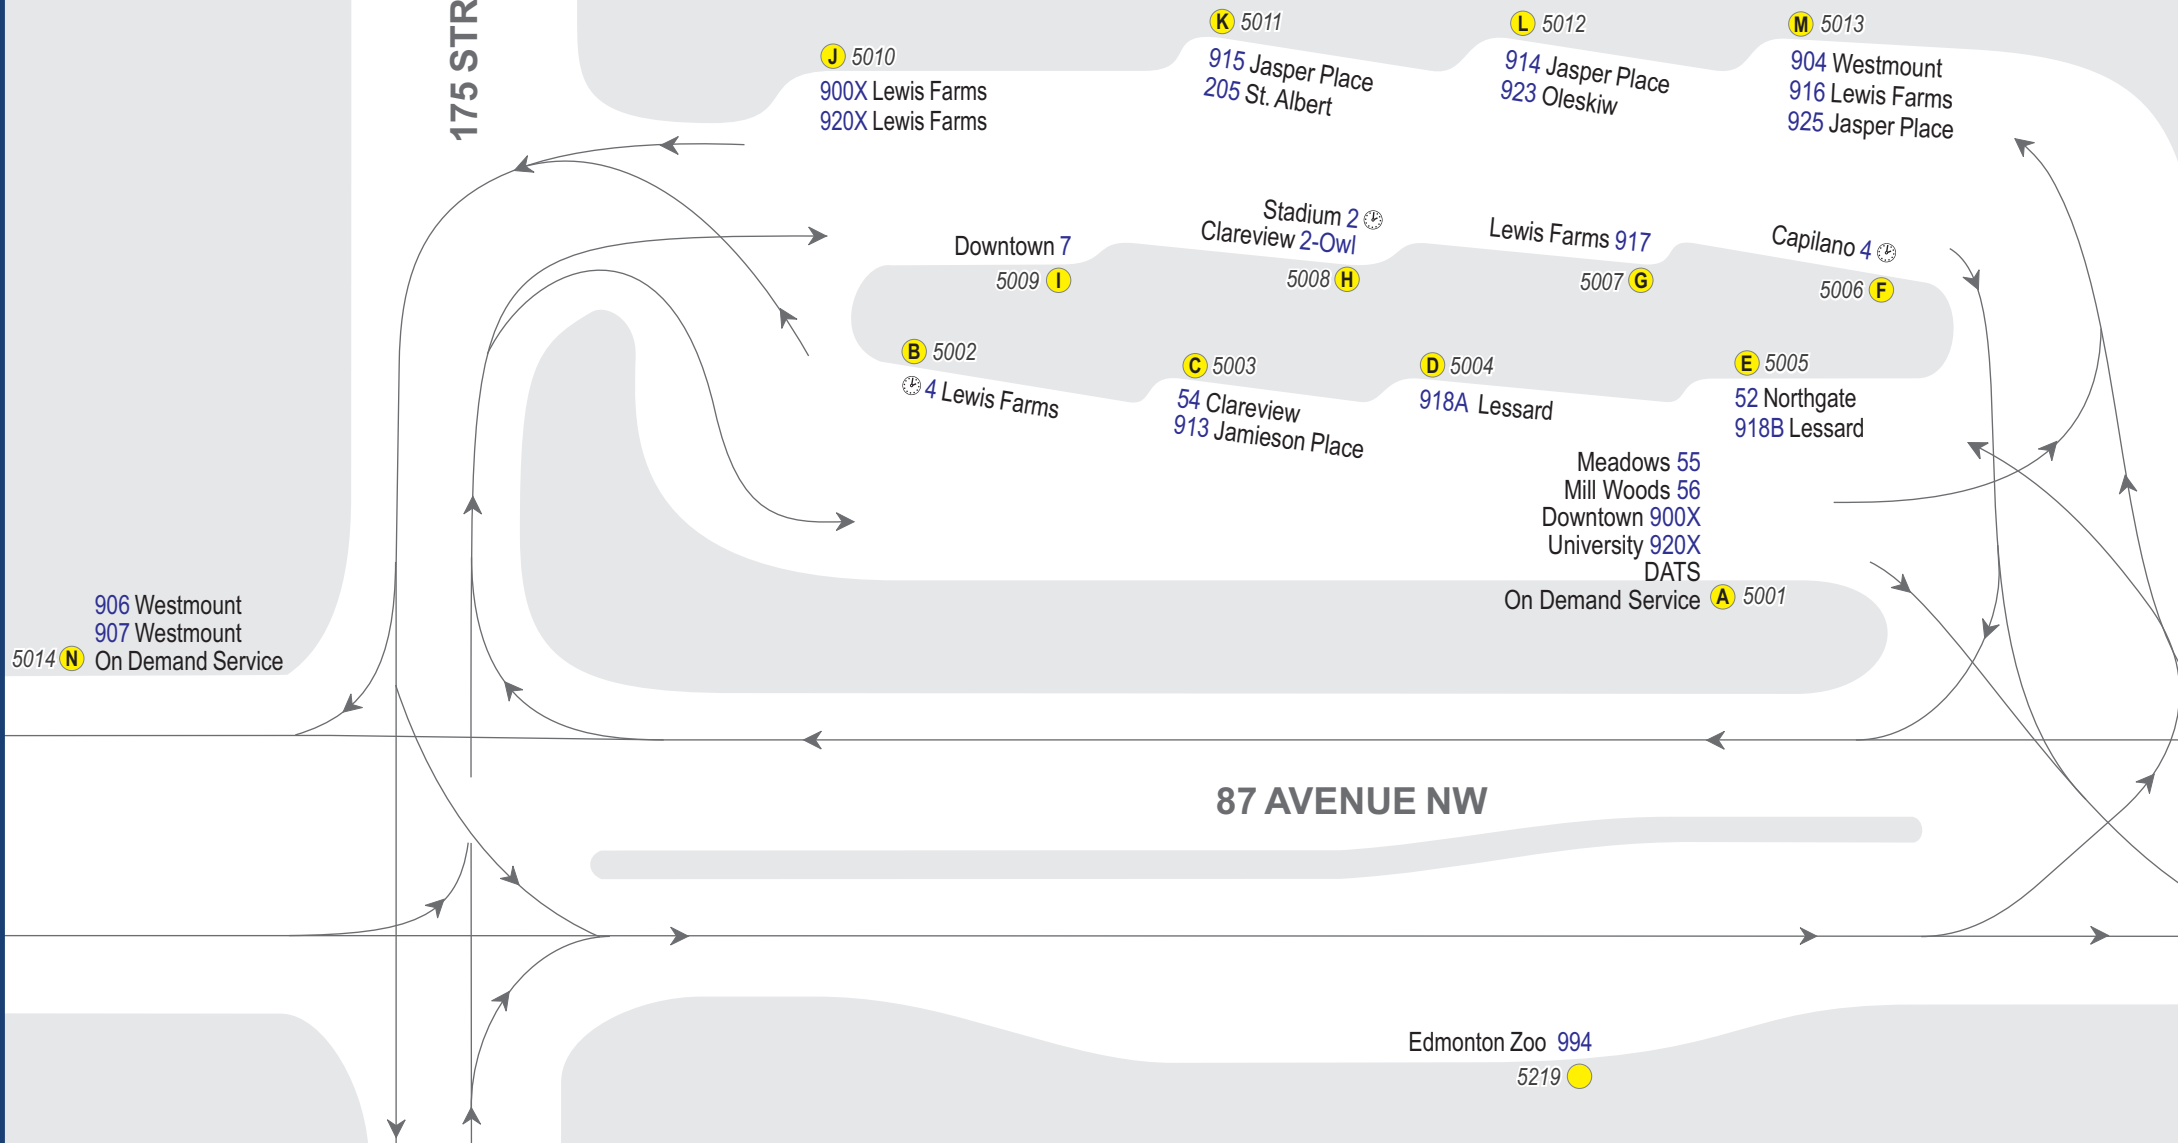 175 STR
J 5010
900X Lewis Farms
920X Lewis Farms
K 5011
915 Jasper Place
205 St. Albert
L 5012
914 Jasper Place
923 Oleskiw
M 5013
904 Westmount
916 Lewis Farms
925 Jasper Place
Downtown 7
5009 I
Stadium 2
Clareview 2-Owl
5008 H
Lewis Farms 917
5007 G
Capilano 4
5006 F
B 5002
4 Lewis Farms
C 5003
54 Clareview
913 Jamieson Place
D 5004
918A Lessard
E 5005
52 Northgate
918B Lessard
Meadows 55
Mill Woods 56
Downtown 900X
University 920X
DATS
On Demand Service A 5001
906 Westmount
907 Westmount
5014 N On Demand Service
87 AVENUE NW
Edmonton Zoo 994
5219